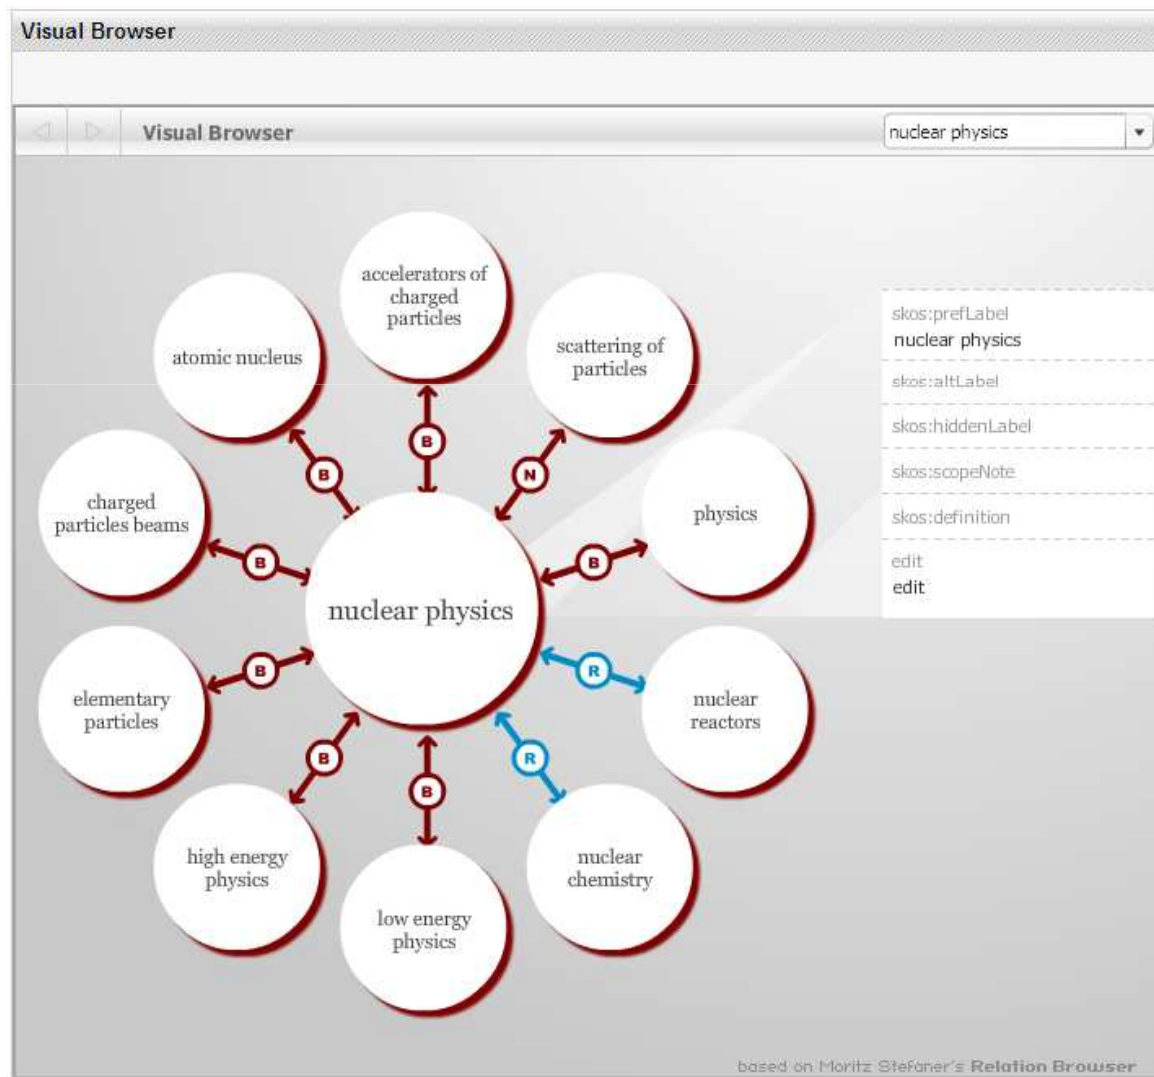 Visual Browser
Visual Browser
nuclear physics
accelerators of
charged
particles
atomic nucleus
scattering of
particles
B
B
N
charged
particles beams
physics
B
B
nuclear physics
elementary
particles
B
R
nuclear
reactors
B
B
R
high energy
physics
low energy
physics
nuclear
chemistry
skos:prefLabel
nuclear physics
skos:altLabel
skos:hiddenLabel
skos:scopeNote
skos:definition
edit
edit
based on Moritz Stefaner's Relation Browser